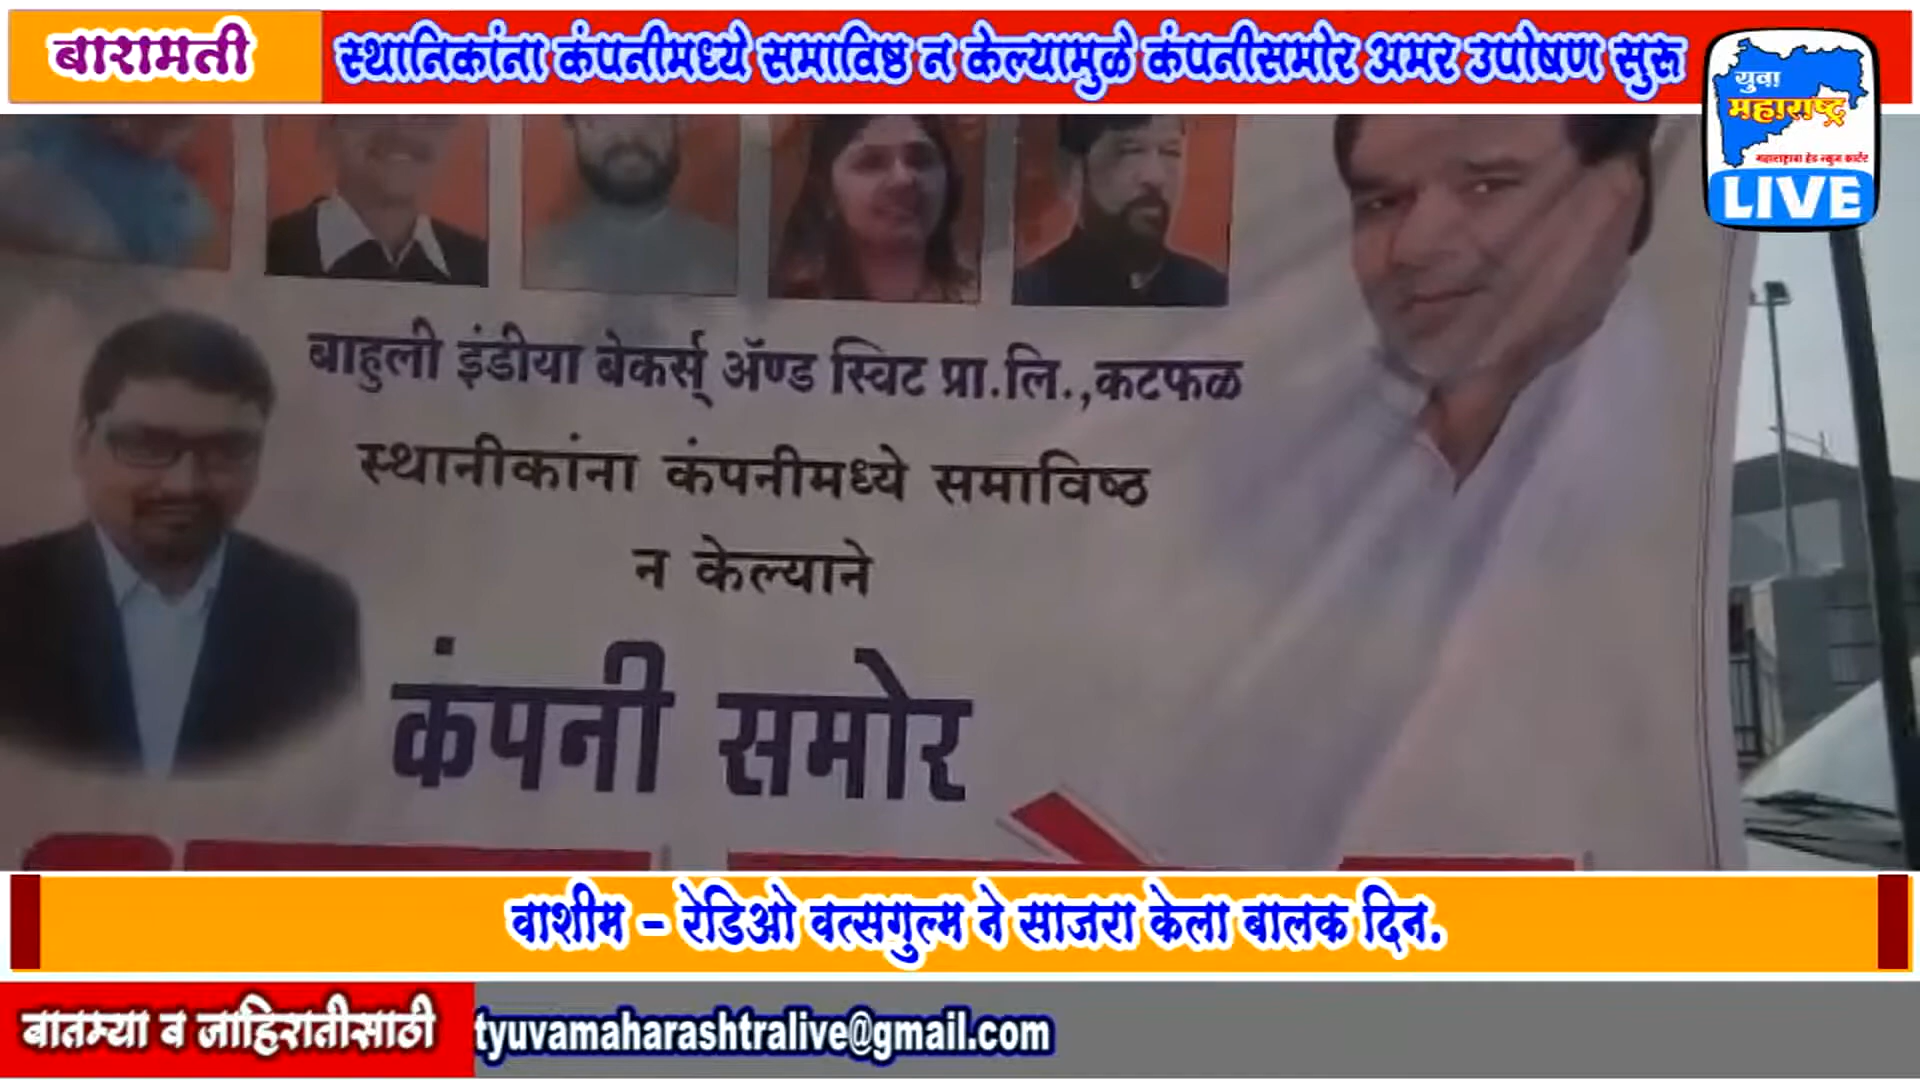 बारामती
स्थानिकांना कंपनीमध्ये समाविष्ठ न केल्यामुळे कंपनीसमोर अमर उपोषण सुरू
युवा
महाराष्ट्र
LIVE
बाहुली इंडीया बेकर्स् ॲण्ड स्विट प्रा.लि.,कटफळ
स्थानीकांना कंपनीमध्ये समाविष्ठ
न केल्याने
कंपनी समोर
वाशीम - रेडिओ वत्सगुल्म ने साजरा केला बालक दिन.
बातम्या व जाहिरातीसाठी
tyuvamaharashtralive@gmail.com